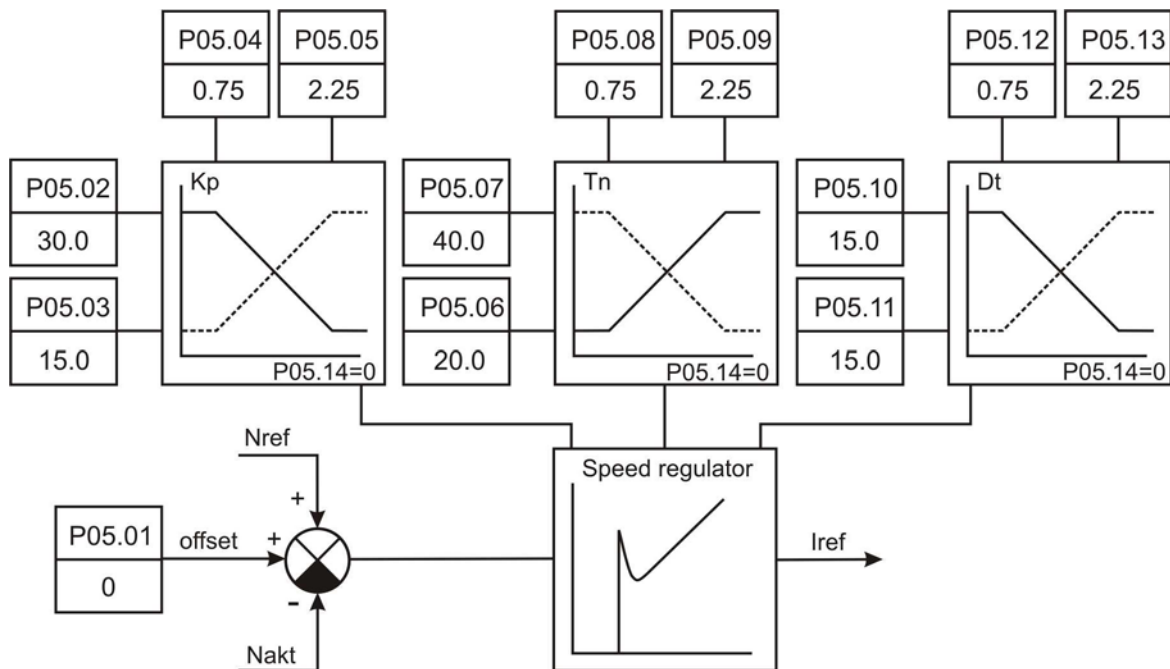 P05.04 P05.05 P05.08 P05.09 P05.12 P05.13
0.75 2.25 0.75 2.25 0.75 2.25
P05.02 Kp P05.07 Tn P05.10 Dt
30.0 40.0 15.0
P05.03 P05.06 P05.11
15.0 20.0 15.0
P05.14=0 P05.14=0 P05.14=0
Nref Speed regulator
+
P05.01 offset + Iref
0
-
Nakt